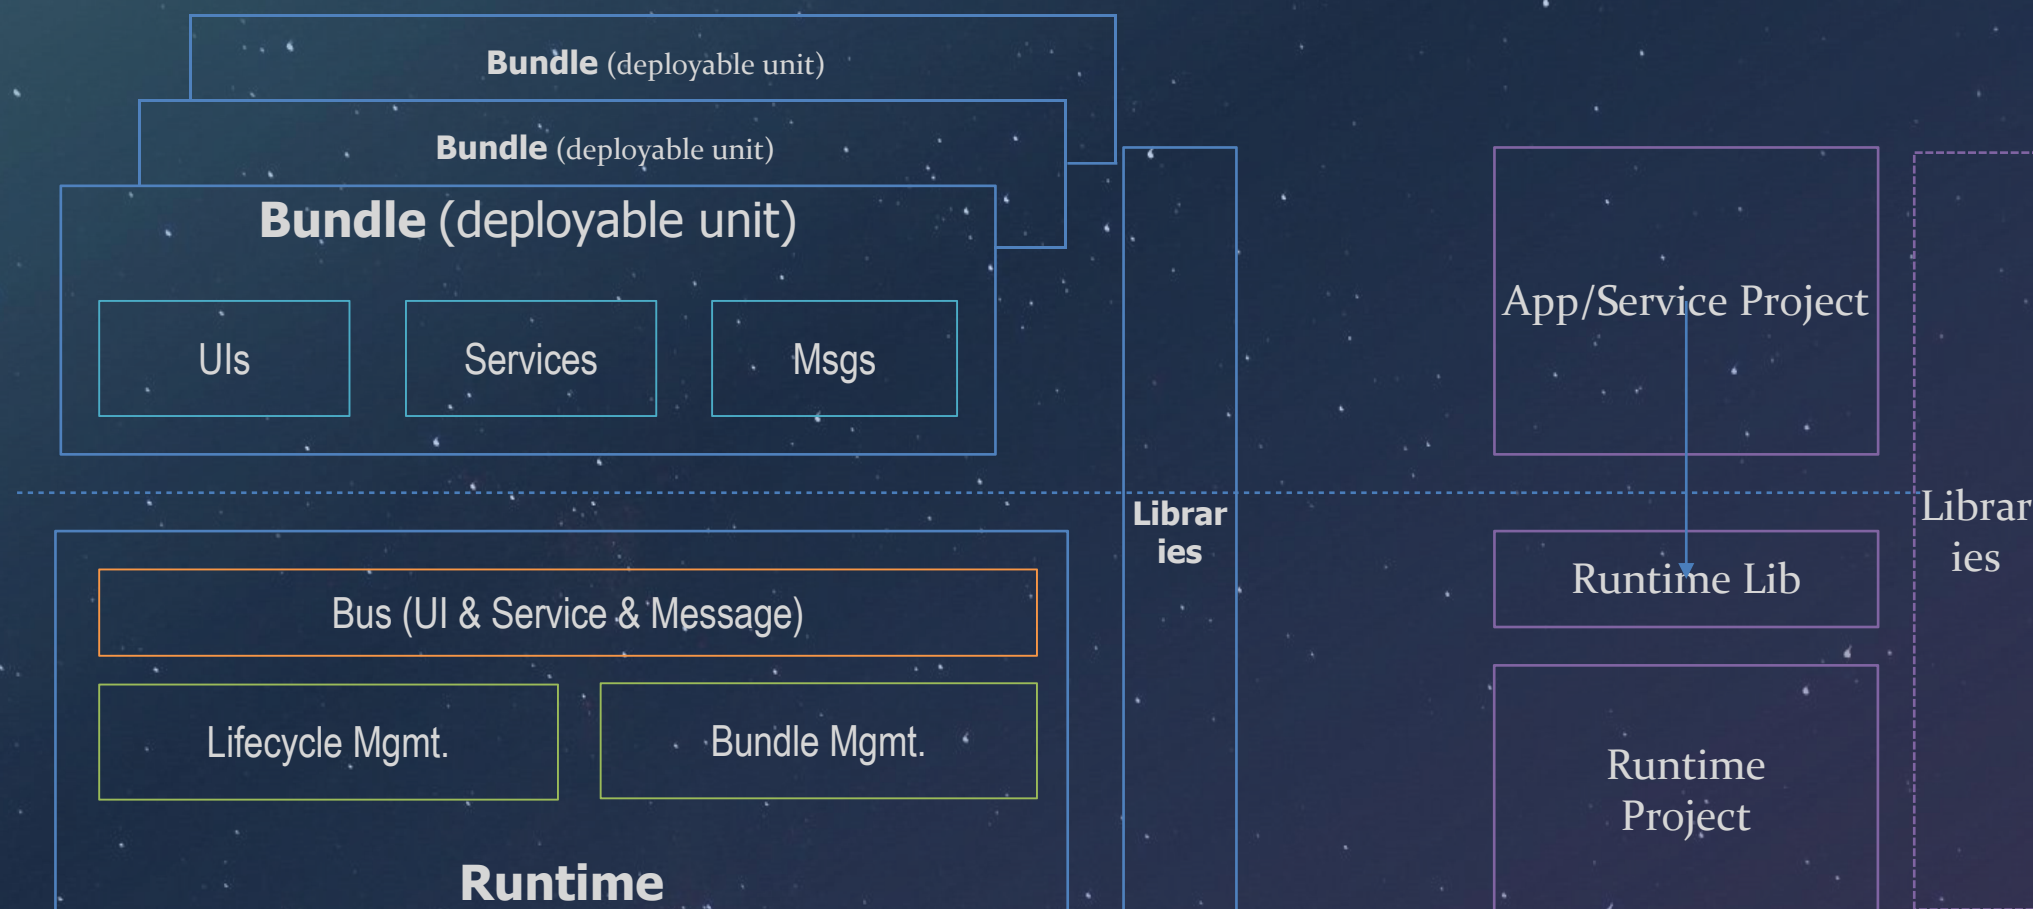 Bundle (deployable unit)
Bundle (deployable unit)
Bundle (deployable unit)
UIs
Services
Msgs
Librar
ies
Bus (UI & Service & Message)
Lifecycle Mgmt.
Bundle Mgmt.
Runtime
App/Service Project
Runtime Lib
Runtime
Project
Librar
ies